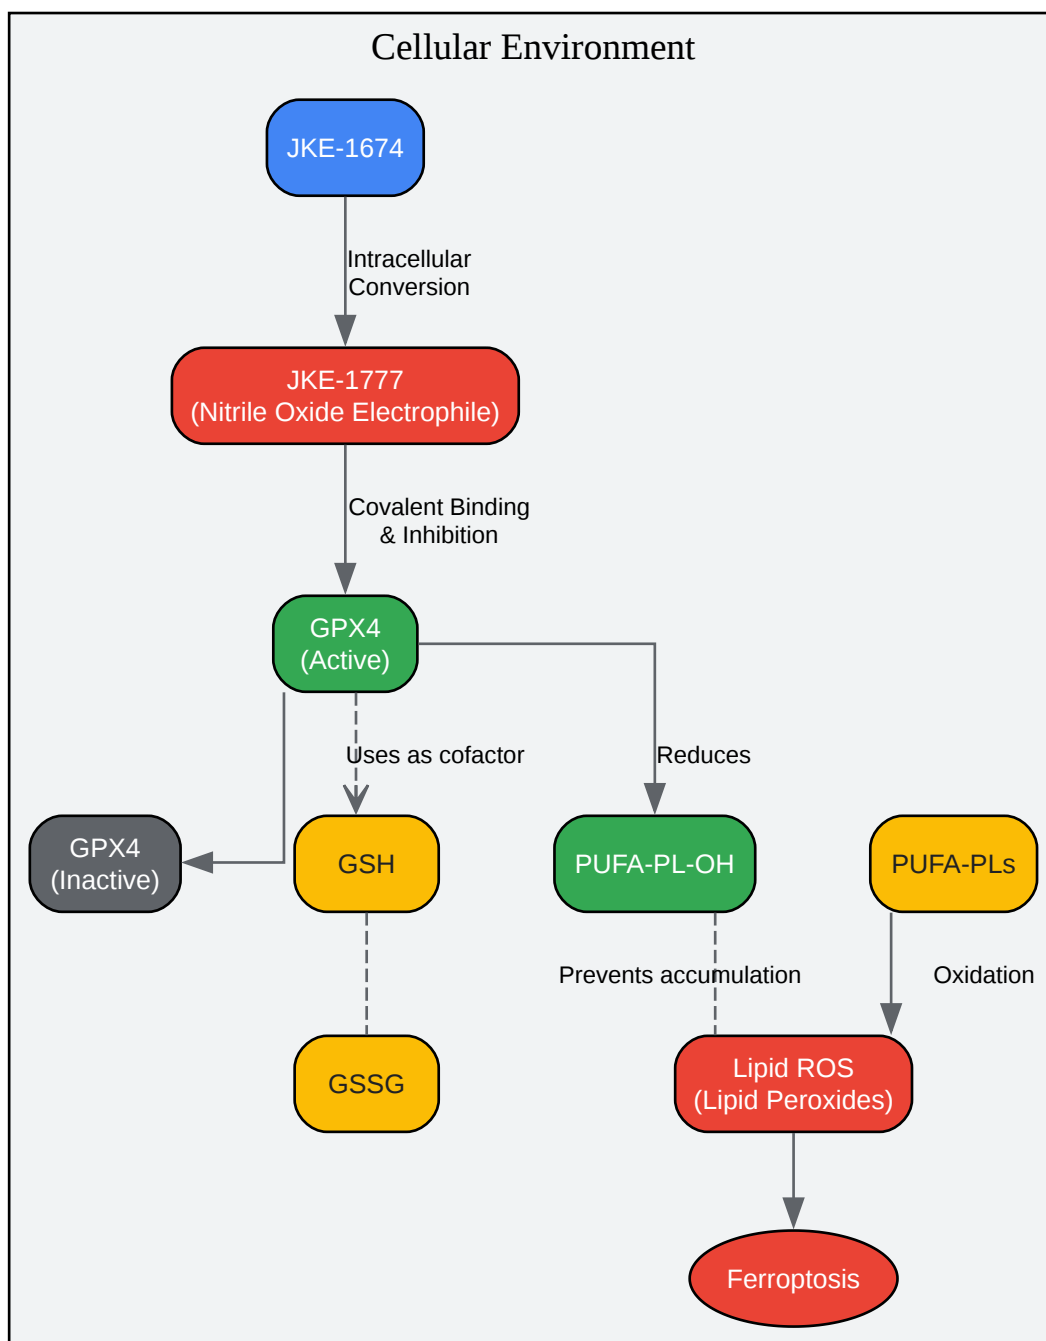 Cellular Environment
JKE-1674
Intracellular
Conversion
JKE-1777
(Nitrile Oxide Electrophile)
Covalent Binding
& Inhibition
GPX4
(Active)
Uses as cofactor
Reduces
GPX4
(Inactive)
GSH
PUFA-PL-OH
PUFA-PLs
Prevents accumulation
Oxidation
GSSG
Lipid ROS
(Lipid Peroxides)
Ferroptosis